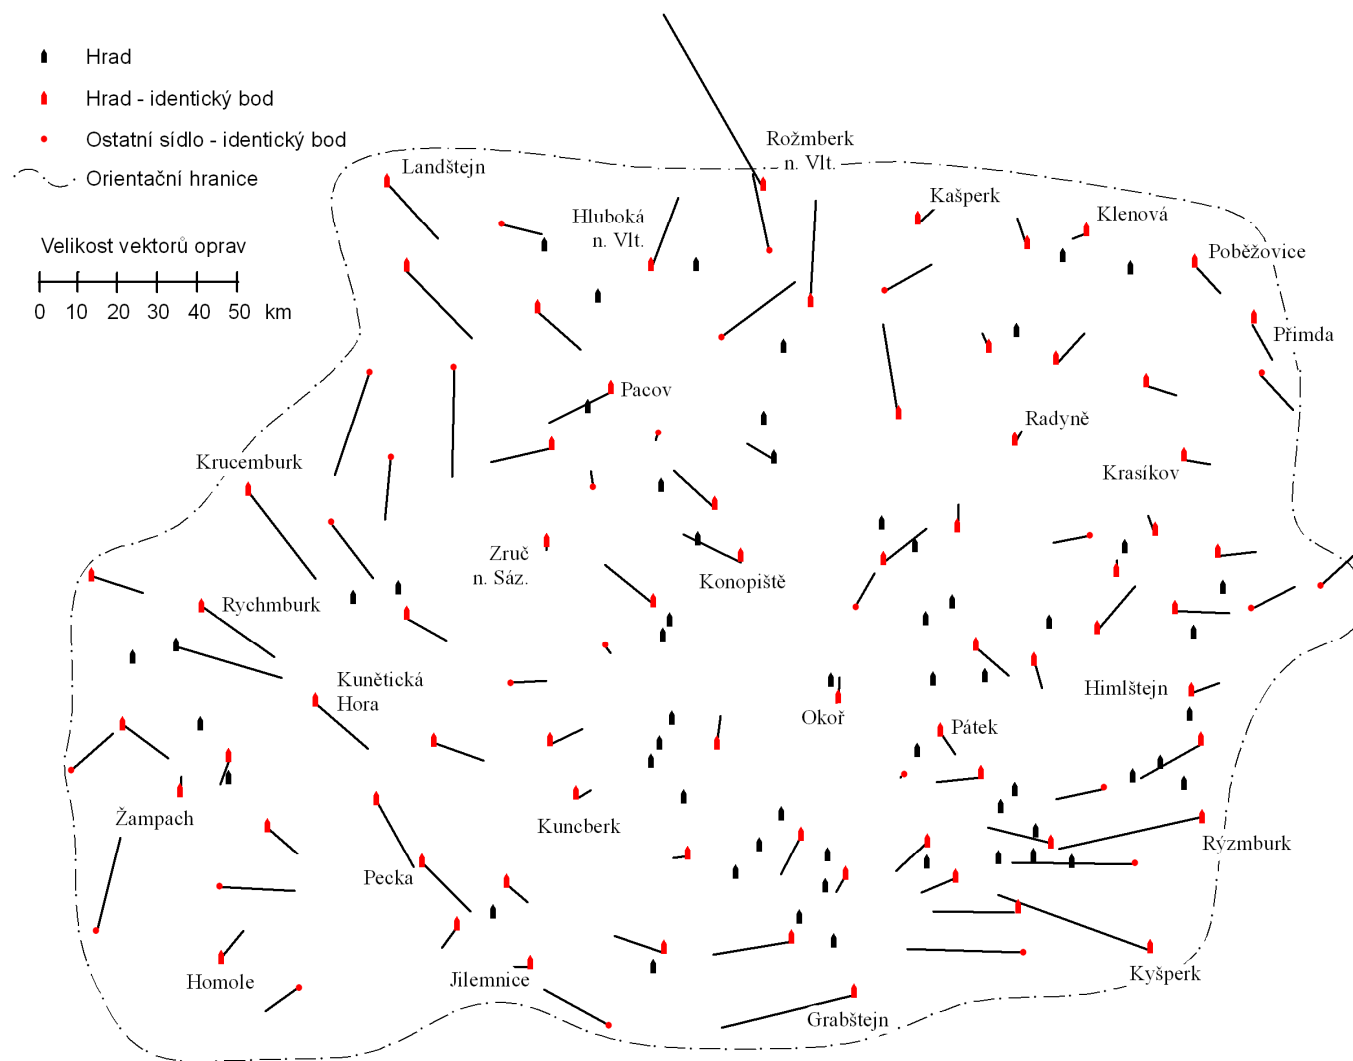 Hrad
Hrad - identický bod
Ostatní sídlo - identický bod
Orientační hranice
Velikost vektorů oprav
0 10 20 30 40 50 km
Rožmberk
n. Vlt.
Landštejn
Kašperk
Klenová
Hluboká
n. Vlt.
Poběžovice
Přimda
Pacov
Radyně
Krucemburk
Krasíkov
Zruč
n. Sáz.
Konopiště
Rychmburk
Kunětická
Hora
Himlštejn
Okoř
Pátek
Žampach
Kuncberk
Rýzmburk
Pecka
Homole
Jilemnice
Kyšperk
Grabštejn